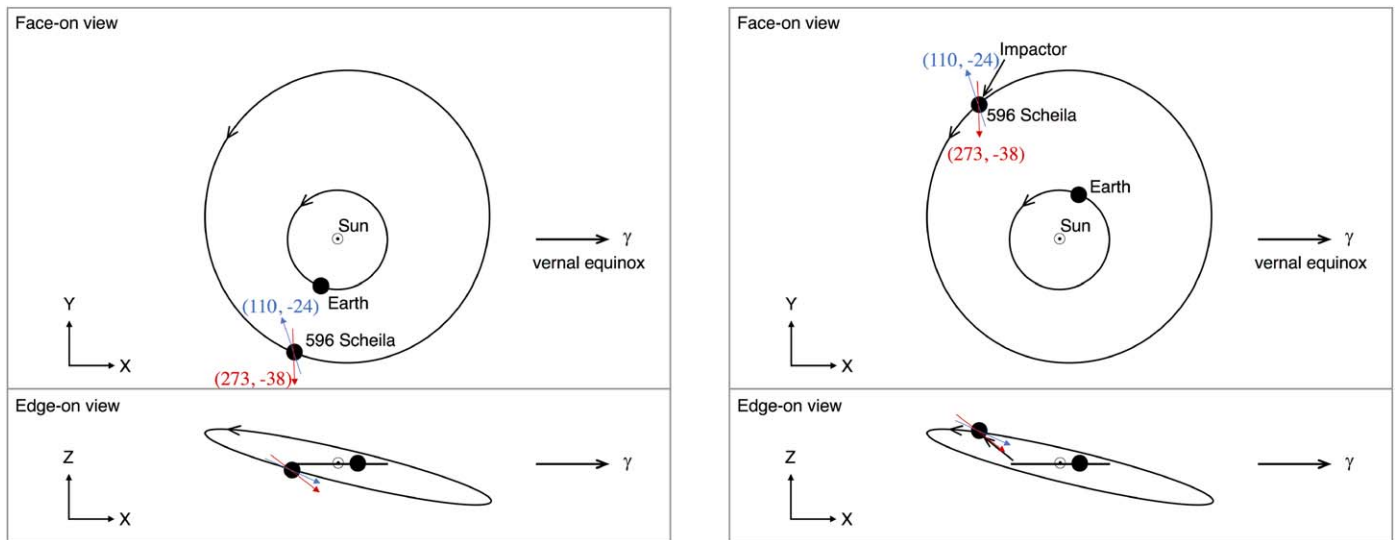 Face-on view
Sun
γ
vernal equinox
Earth
(110, -24)
596 Scheila
(273, -38)
Y
X
Edge-on view
Z
γ
X
Face-on view
Impactor
(110, -24)
596 Scheila
(273, -38)
Earth
Sun
γ
vernal equinox
Y
X
Edge-on view
Z
γ
X